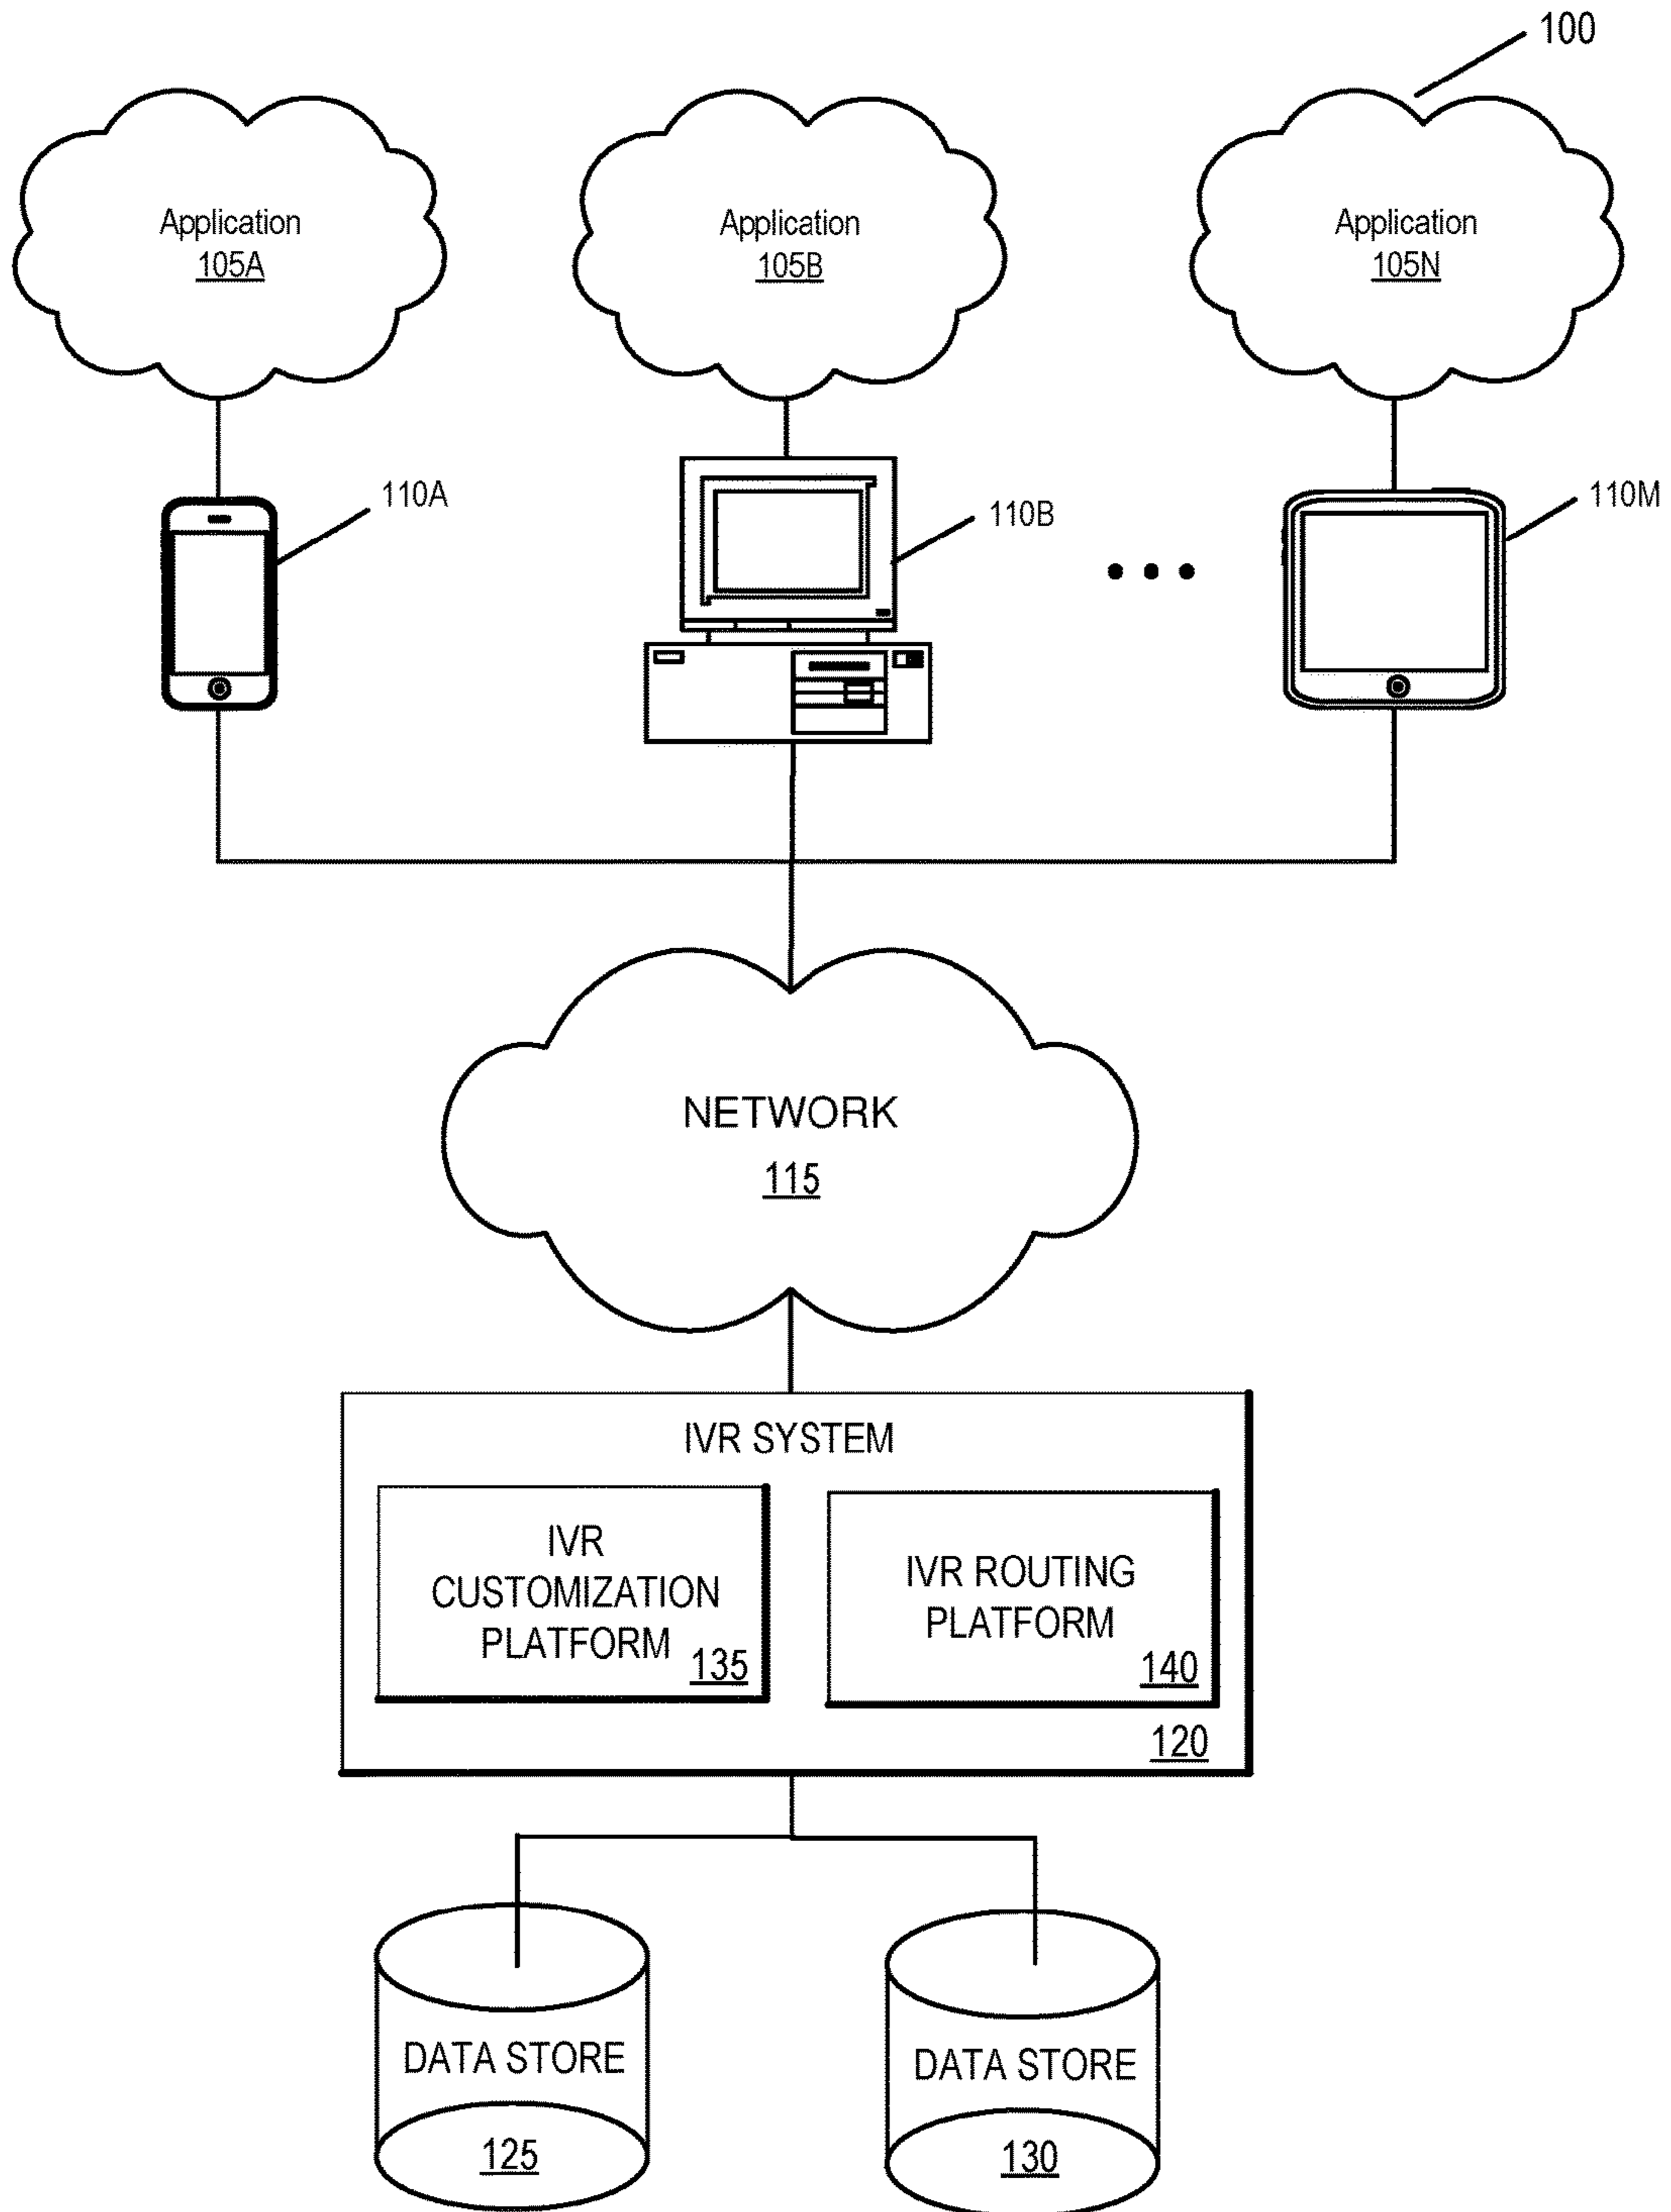 100
Application
105A
Application
105B
Application
105N
110A
110B
110M
NETWORK
115
IVR SYSTEM
IVR
CUSTOMIZATION
PLATFORM
135
IVR ROUTING
PLATFORM
140
120
DATA STORE
125
DATA STORE
130